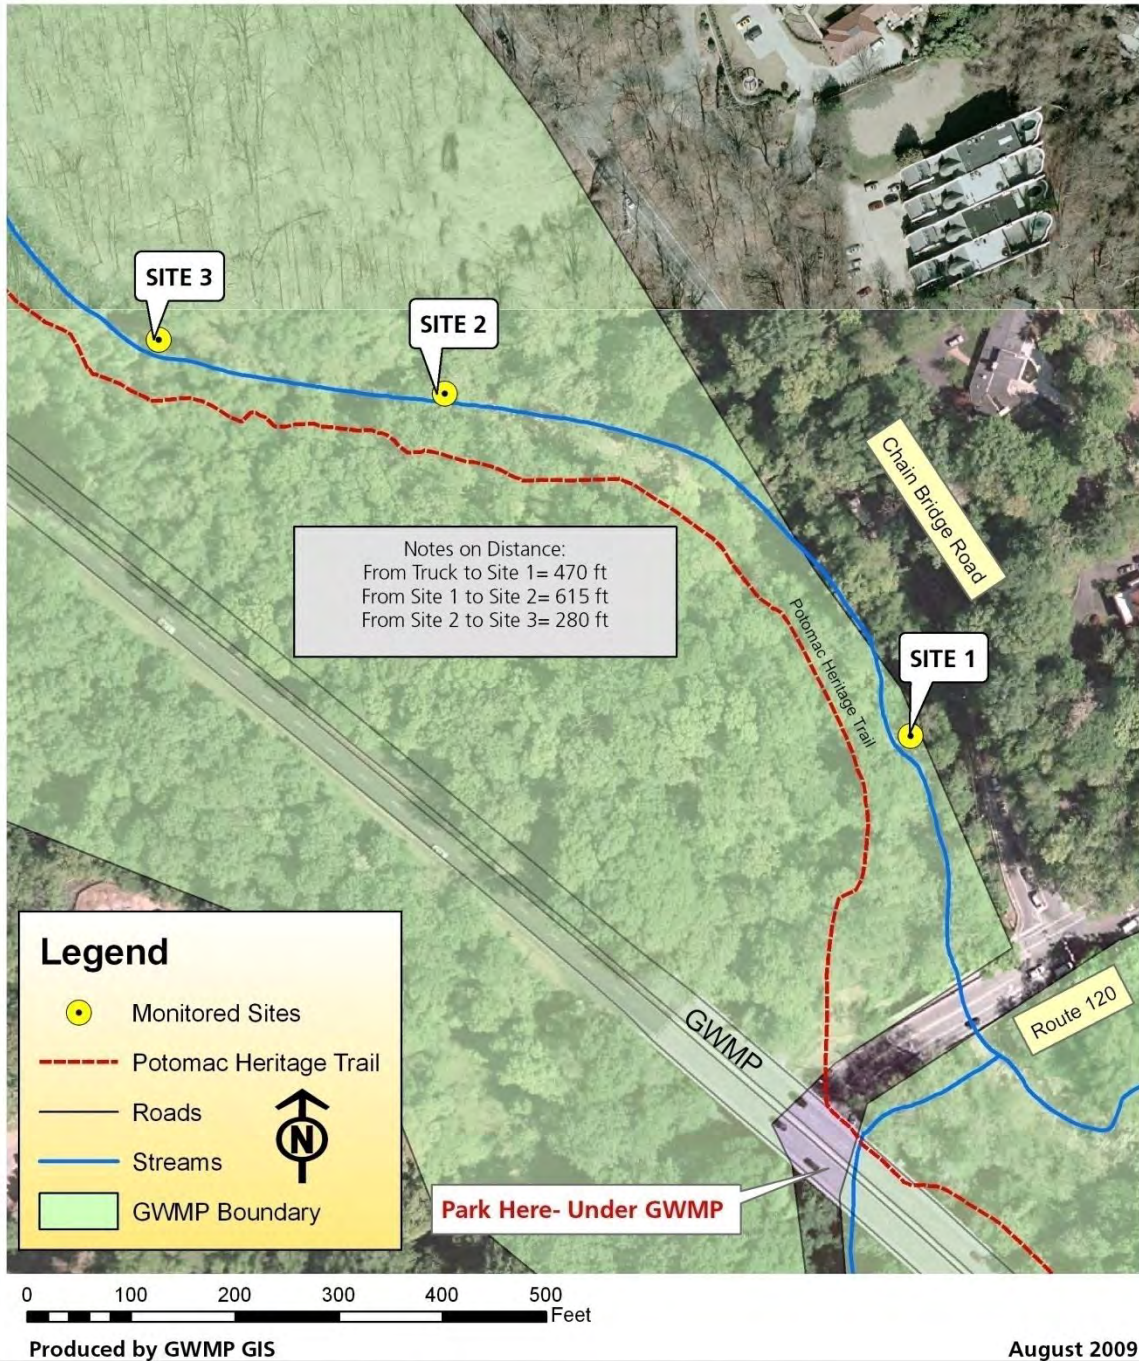 SITE 3
SITE 2
Chain Bridge Road
Notes on Distance:
From Truck to Site 1= 470 ft
From Site 1 to Site 2= 615 ft
From Site 2 to Site 3= 280 ft
Potomac Heritage Trail
SITE 1
Legend
Monitored Sites
Potomac Heritage Trail
Roads
N
Streams
GWMP Boundary
GWMP
Route 120
Park Here- Under GWMP
0 100 200 300 400 500
Feet
Produced by GWMP GIS
August 2009